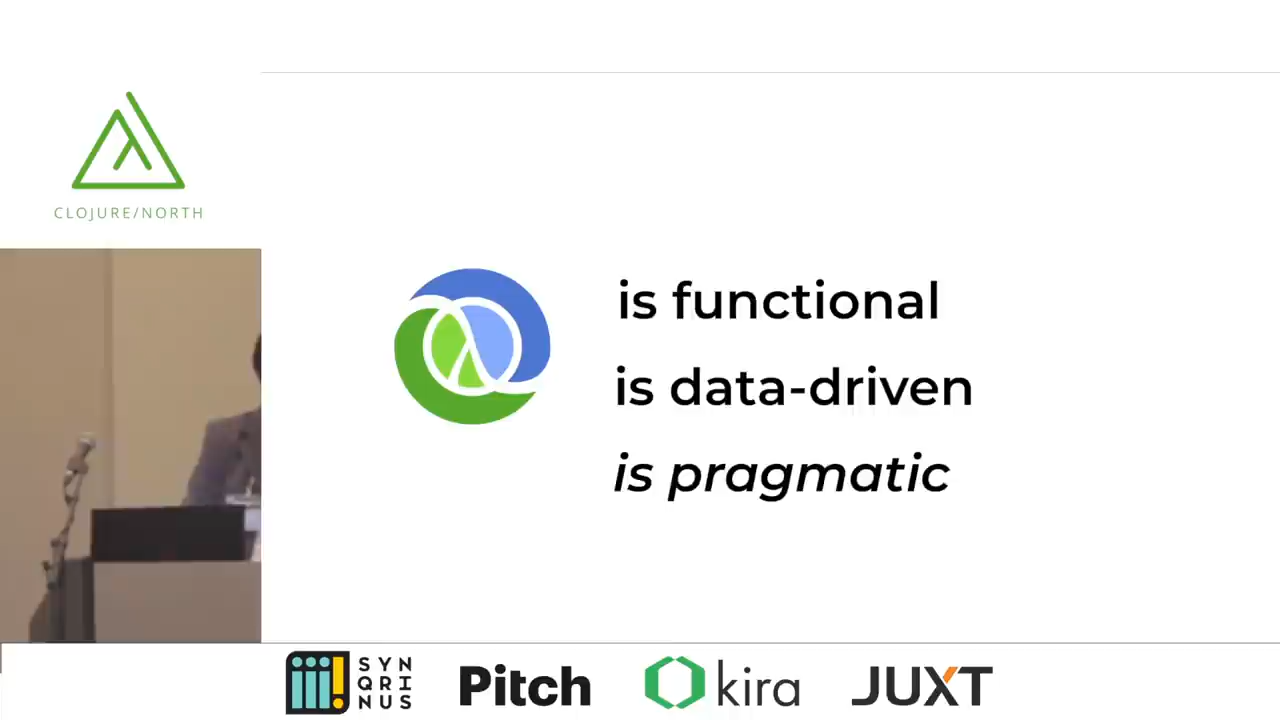 CLOJURE/NORTH
is functional
is data-driven
is pragmatic
SYN
QRI
NUS
Pitch
kira
JUXT